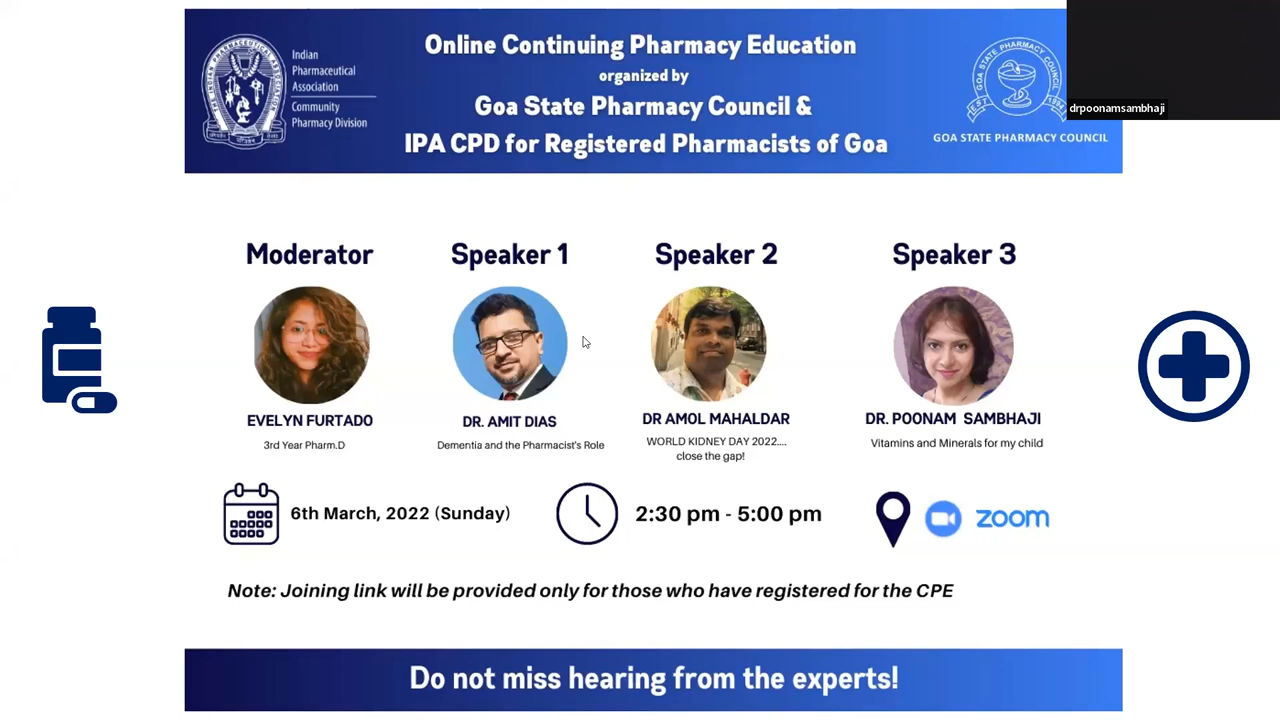 Indian
Pharmaceutical
Association
Community
Pharmacy Division
Online Continuing Pharmacy Education
organized by
Goa State Pharmacy Council &
IPA CPD for Registered Pharmacists of Goa
GOA STATE PHARMACY COUNCIL
GOA STATE PHARMACY COUNCIL
drpoonamsambhaji
Moderator
EVELYN FURTADO
3rd Year Pharm.D
Speaker 1
DR. AMIT DIAS
Dementia and the Pharmacist's Role
Speaker 2
DR AMOL MAHALDAR
WORLD KIDNEY DAY 2022....
close the gap!
Speaker 3
DR. POONAM SAMBHAJI
Vitamins and Minerals for my child
6th March, 2022 (Sunday)
2:30 pm - 5:00 pm
zoom
Note: Joining link will be provided only for those who have registered for the CPE
Do not miss hearing from the experts!